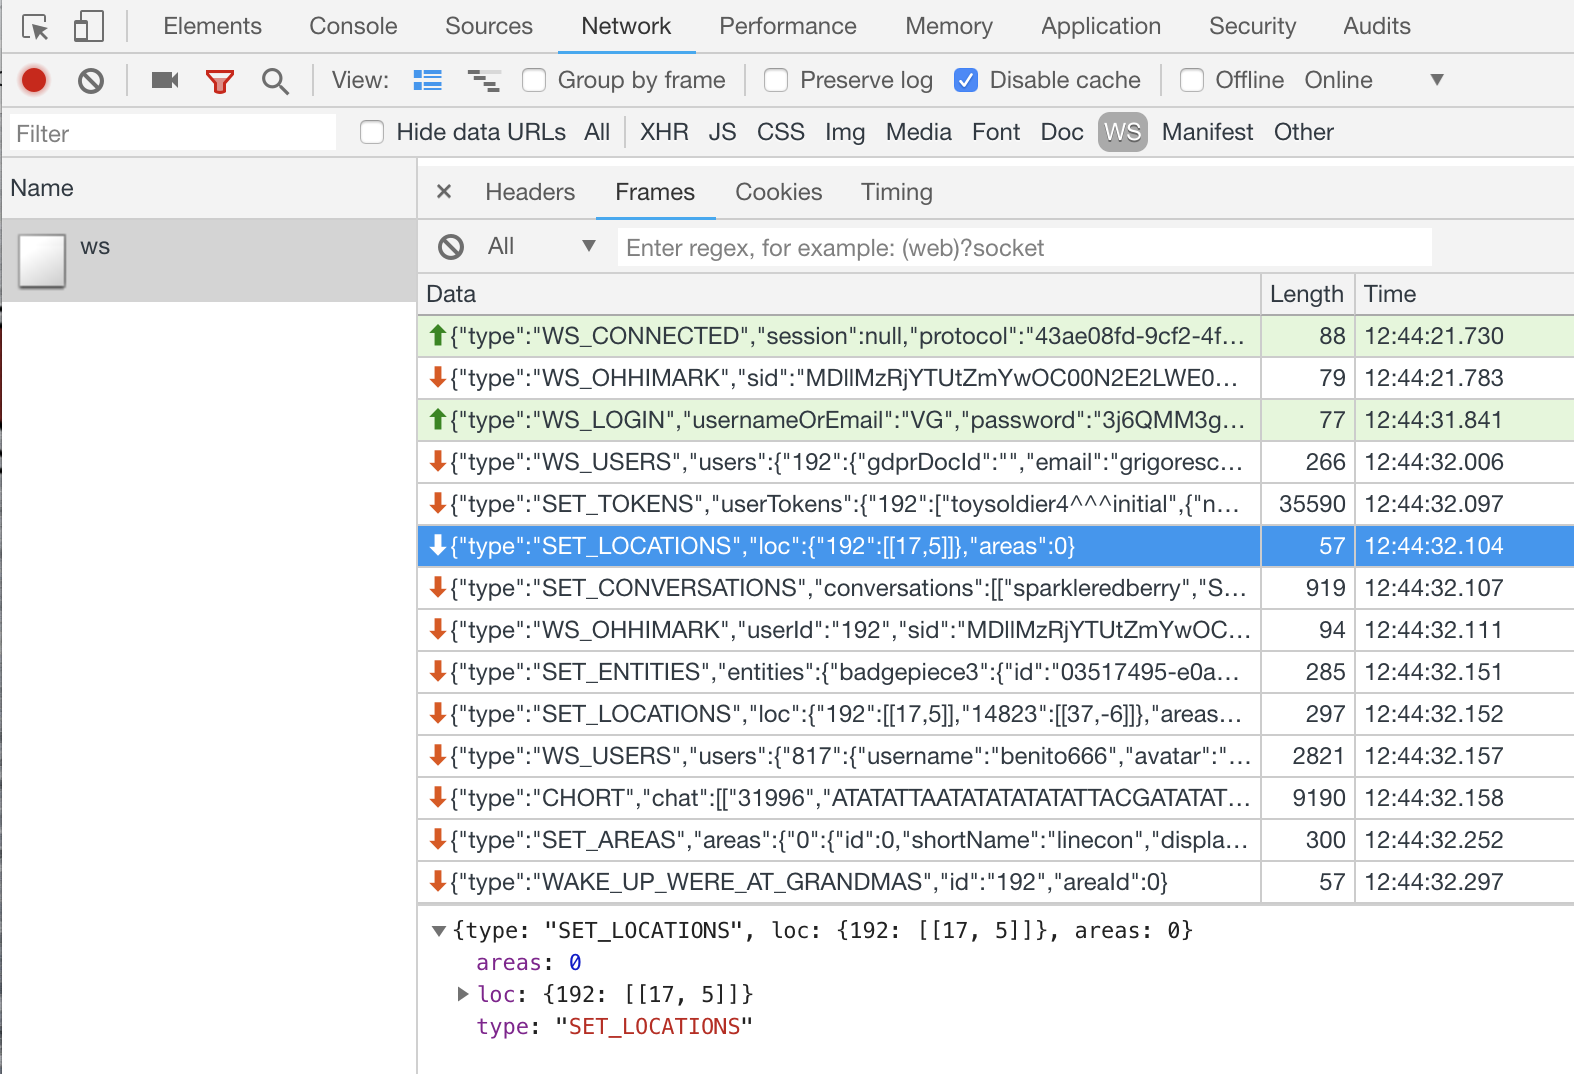 Elements Console Sources Network Performance Memory Application Security Audits
View: Group by frame Preserve log Disable cache Offline Online
Filter Hide data URLs All XHR JS CSS Img Media Font Doc WS Manifest Other
Name
ws
Headers Frames Cookies Timing
All Enter regex, for example: (web)?socket
Data Length Time
{"type":"WS_CONNECTED","session":null,"protocol":"43ae08fd-9cf2-4f… 88 12:44:21.730
{"type":"WS_OHHIMARK","sid":"MDllMzRjYTUtZmYwOC00N2E2LWE0… 79 12:44:21.783
{"type":"WS_LOGIN","usernameOrEmail":"VG","password":"3j6QMM3g… 77 12:44:31.841
{"type":"WS_USERS","users":{"192":{"gdprDocId":"","email":"grigoresc… 266 12:44:32.006
{"type":"SET_TOKENS","userTokens":{"192":["toysoldier4^^^initial",{"n… 35590 12:44:32.097
{"type":"SET_LOCATIONS","loc":{"192":[[17,5]]},"areas":0} 57 12:44:32.104
{"type":"SET_CONVERSATIONS","conversations":[["sparkleredberry","S… 919 12:44:32.107
{"type":"WS_OHHIMARK","userId":"192","sid":"MDllMzRjYTUtZmYwOC… 94 12:44:32.111
{"type":"SET_ENTITIES","entities":{"badgepiece3":{"id":"03517495-e0a… 285 12:44:32.151
{"type":"SET_LOCATIONS","loc":{"192":[[17,5]],"14823":[[37,-6]]},"areas… 297 12:44:32.152
{"type":"WS_USERS","users":{"817":{"username":"benito666","avatar":"… 2821 12:44:32.157
{"type":"CHORT","chat":[["31996","ATATATTAATATATATATATATTACGATATAT… 9190 12:44:32.158
{"type":"SET_AREAS","areas":{"0":{"id":0,"shortName":"linecon","displa… 300 12:44:32.252
{"type":"WAKE_UP_WERE_AT_GRANDMAS","id":"192","areaId":0} 57 12:44:32.297
{type: "SET_LOCATIONS", loc: {192: [[17, 5]]}, areas: 0}
areas: 0
loc: {192: [[17, 5]]}
type: "SET_LOCATIONS"